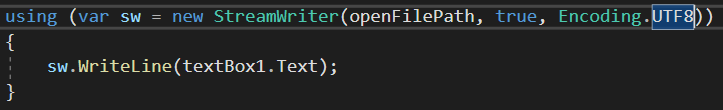 using (var sw = new StreamWriter(openFilePath, true, Encoding.UTF8))
{
    sw.WriteLine(textBox1.Text);
}